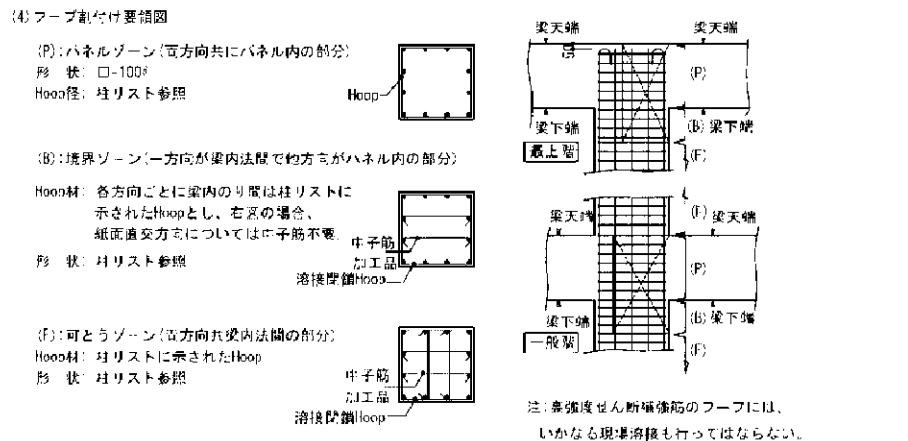 (4)フープ割付け要領図
(P):パネルゾーン(両方向共にパネル内の部分)
形　状: □-100@
Hoop径: 柱リスト参照
Hoop
(B):境界ゾーン(一方向が梁内法間で他方向がパネル内の部分)
Hoop材: 各方向ごとに梁内のり間は柱リストに
示されたHoopとし、右図の場合、
紙面直交方向については中子筋不要
形　状: 柱リスト参照
中子筋
加工品
溶接閉鎖Hoop
(F):可とうゾーン(両方向共梁内法間の部分)
Hoop材: 柱リストに示されたHoop
形　状: 柱リスト参照
中子筋
加工品
溶接閉鎖Hoop
梁天端
梁天端
(P)
梁下端
(B) 梁下端
最上階
(F)
(F)
梁天端
梁天端
(P)
梁下端
(B) 梁下端
一般階
(F)
注:高強度せん断補強筋のフープには、
いかなる現場溶接も行ってはならない。